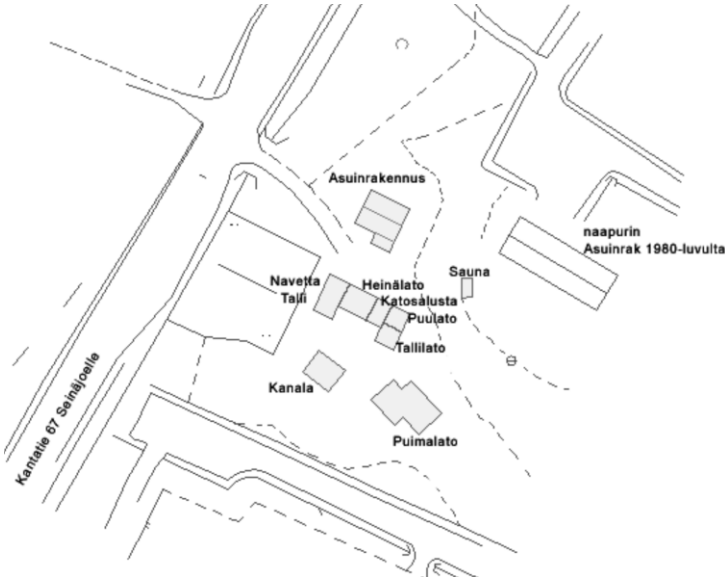 Asuinrakennus
naapurin
Asuinrak 1980-luvulta
Sauna
Navetta
Talli
Heinälato
Katosalusta
Puulato
Tallilato
Kanala
Puimalato
Kantatie 67 Seinäjoelle